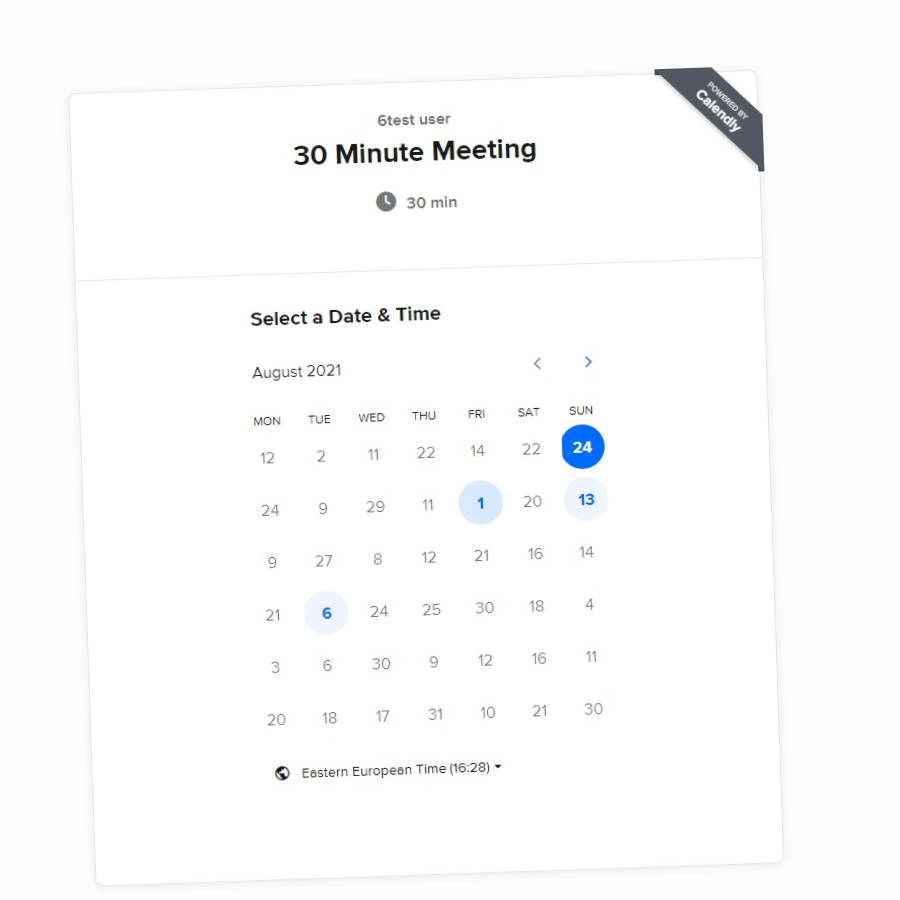 POWERED BY
Calendly
6test user
30 Minute Meeting
30 min
Select a Date & Time
August 2021
MON TUE WED THU FRI SAT SUN
12 2 11 22 14 22 24
24 9 29 11 1 20 13
9 27 8 12 21 16 14
21 6 24 25 30 18 4
3 6 30 9 12 16 11
20 18 17 31 10 21 30
Eastern European Time (16:28)